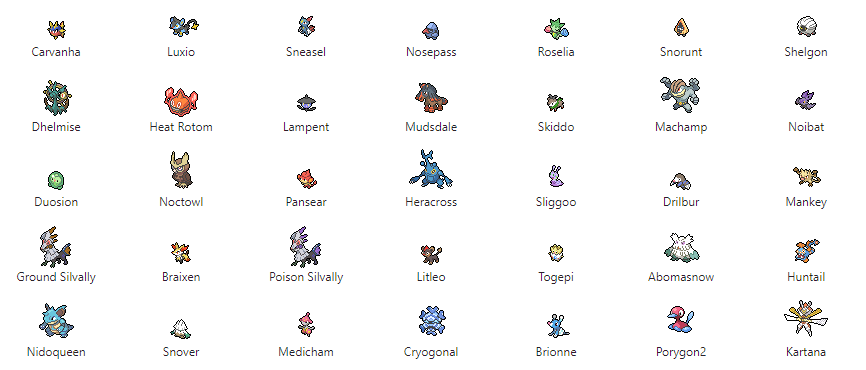 Carvanha Luxio Sneasel Nosepass Roselia Snorunt Shelgon
Dhelmise Heat Rotom Lampent Mudsdale Skiddo Machamp Noibat
Duosion Noctowl Pansear Heracross Sliggoo Drilbur Mankey
Ground Silvally Braixen Poison Silvally Litleo Togepi Abomasnow Huntail
Nidoqueen Snover Medicham Cryogonal Brionne Porygon2 Kartana